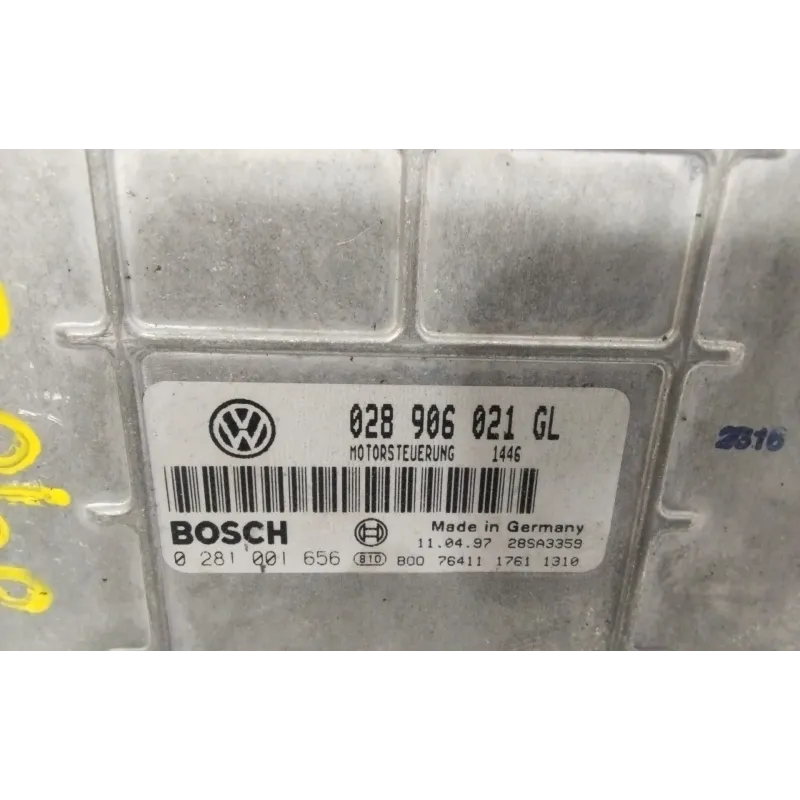 028 906 021 GL
MOTORSTEUERUNG 1446
BOSCH
Made in Germany
11.04.97 28SA3359
0 281 001 656 810 B00 76411 1761 1310
2816